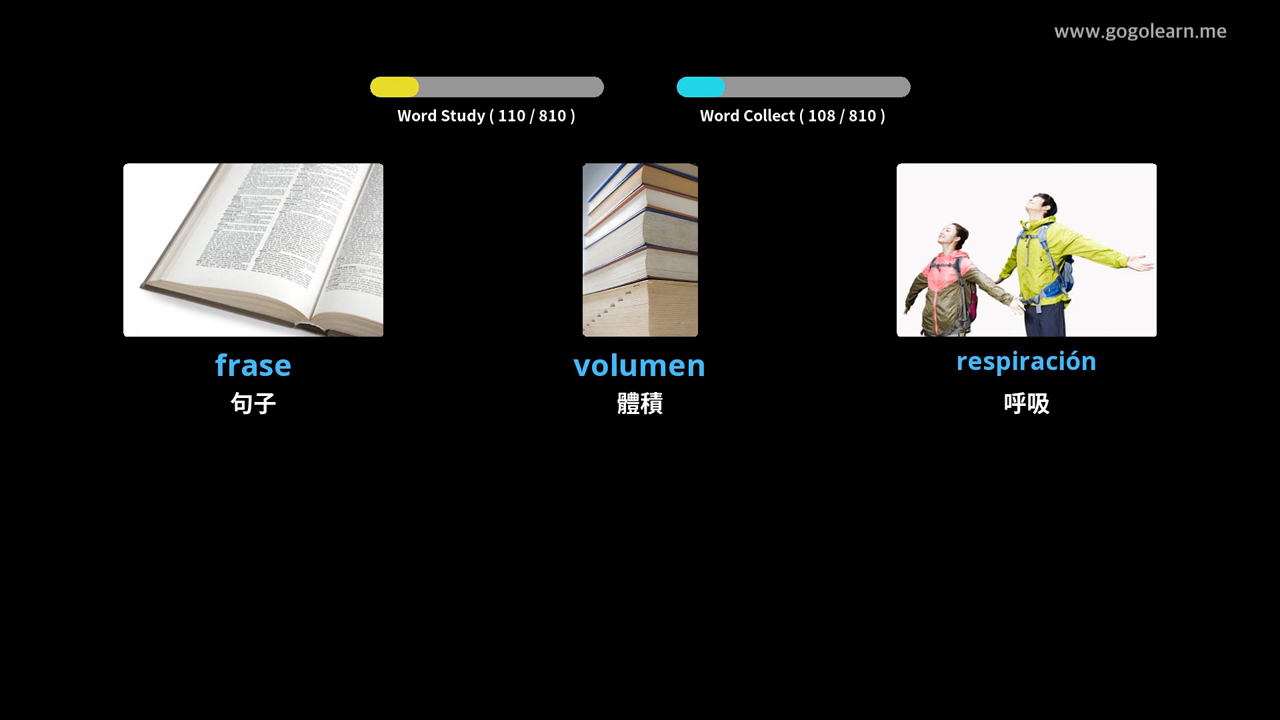 www.gogolearn.me
Word Study ( 110 / 810 )
Word Collect ( 108 / 810 )
frase
volumen
respiración
句子
體積
呼吸